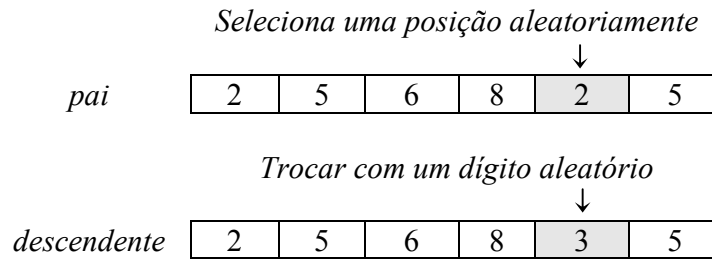 Seleciona uma posição aleatoriamente
↓
pai 2 5 6 8 2 5
Trocar com um dígito aleatório
↓
descendente 2 5 6 8 3 5